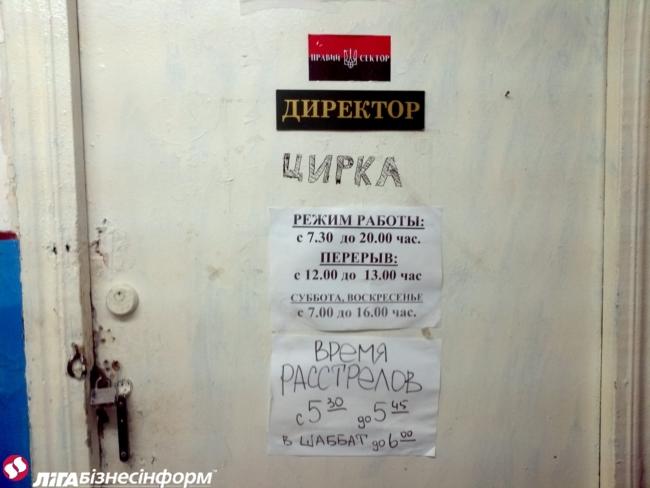 ПРАВИЙ СЕКТОР
ДИРЕКТОР
ЦИРКА
РЕЖИМ РАБОТЫ:
с 7.30 до 20.00 час.
ПЕРЕРЫВ:
с 12.00 до 13.00 час
СУББОТА, ВОСКРЕСЕНЬЕ
с 7.00 до 16.00 час.
ВРЕМЯ
РАССТРЕЛОВ
с 5 30 до 5 45
В ШАББАТ до 6 00
ЛІГАБІЗНЕСІНФОРМ